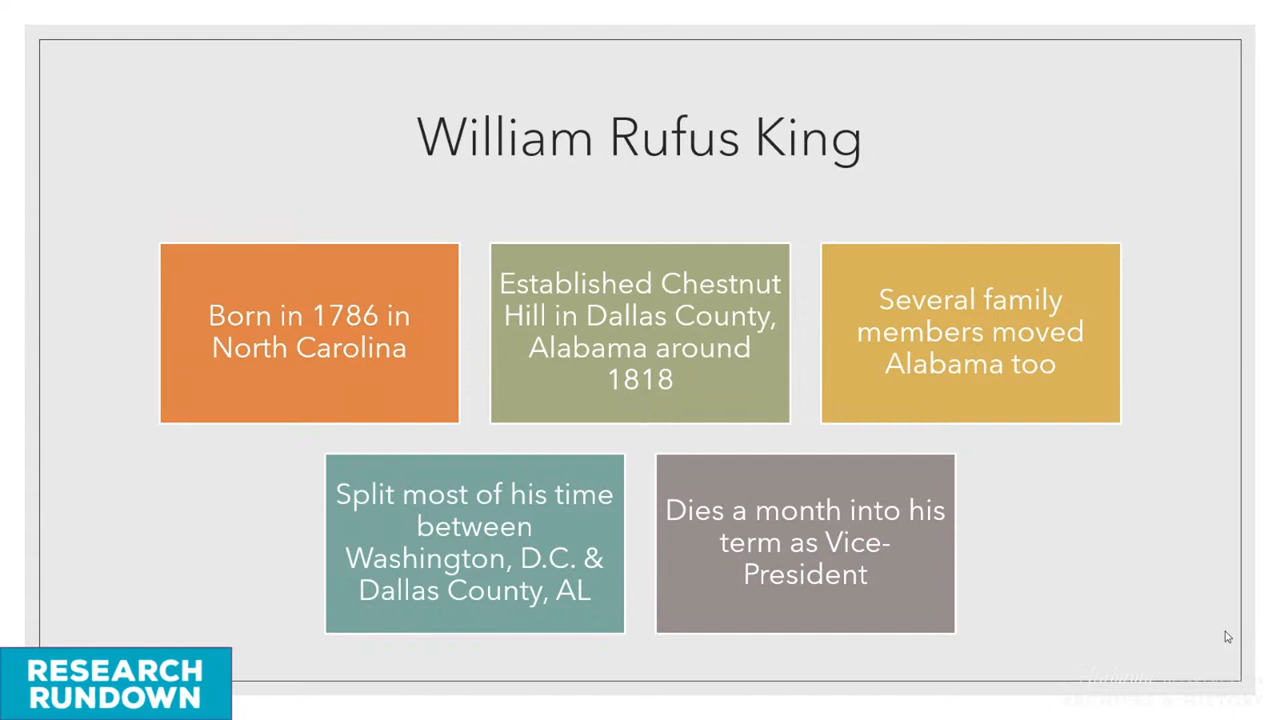 William Rufus King
Born in 1786 in
North Carolina
Established Chestnut
Hill in Dallas County,
Alabama around
1818
Several family
members moved
Alabama too
Split most of his time
between
Washington, D.C. &
Dallas County, AL
Dies a month into his
term as Vice-
President
RESEARCH
RUNDOWN
Alabama